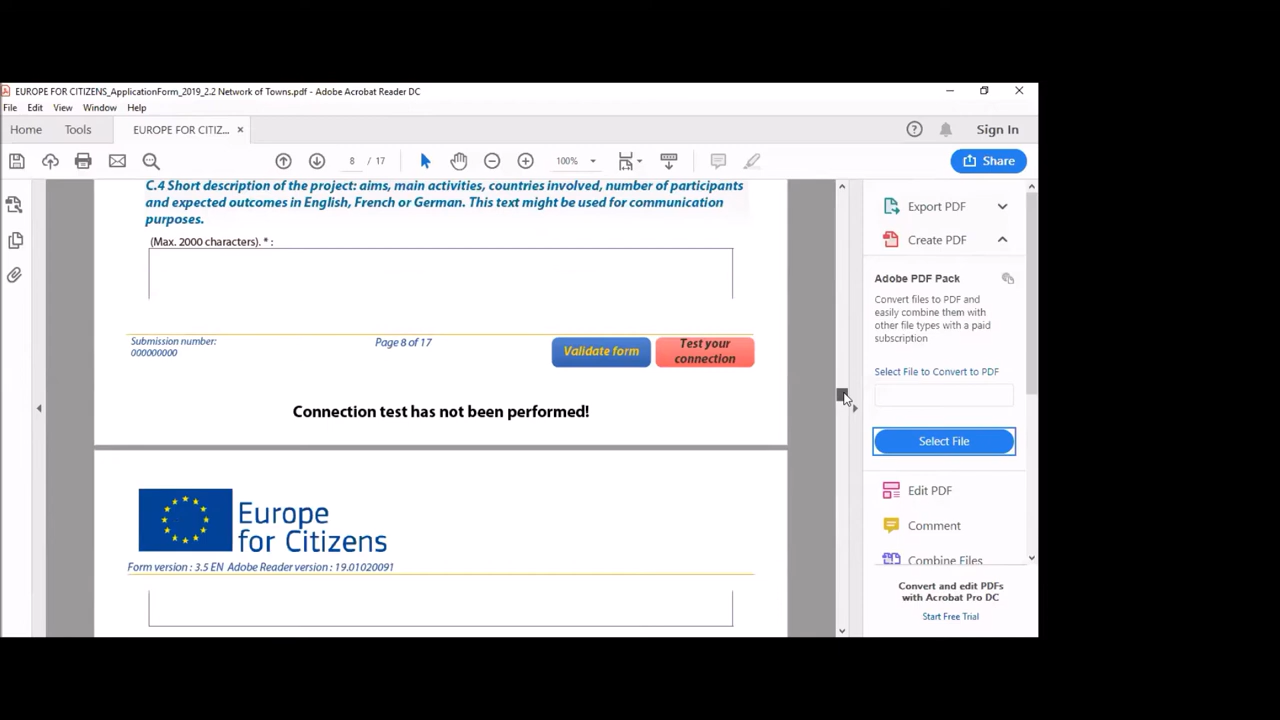 EUROPE FOR CITIZENS_ApplicationForm_2019_2.2 Network of Towns.pdf - Adobe Acrobat Reader DC
File Edit View Window Help
Home Tools EUROPE FOR CITIZ... Sign In
8 / 17 100% Share
C.4 Short description of the project: aims, main activities, countries involved, number of participants
and expected outcomes in English, French or German. This text might be used for communication
purposes.
(Max. 2000 characters). * :
Submission number:
000000000
Page 8 of 17
Validate form
Test your
connection
Connection test has not been performed!
Europe
for Citizens
Form version : 3.5 EN Adobe Reader version : 19.01020091
Export PDF
Create PDF
Adobe PDF Pack
Convert files to PDF and
easily combine them with
other file types with a paid
subscription
Select File to Convert to PDF
Select File
Edit PDF
Comment
Combine Files
Convert and edit PDFs
with Acrobat Pro DC
Start Free Trial